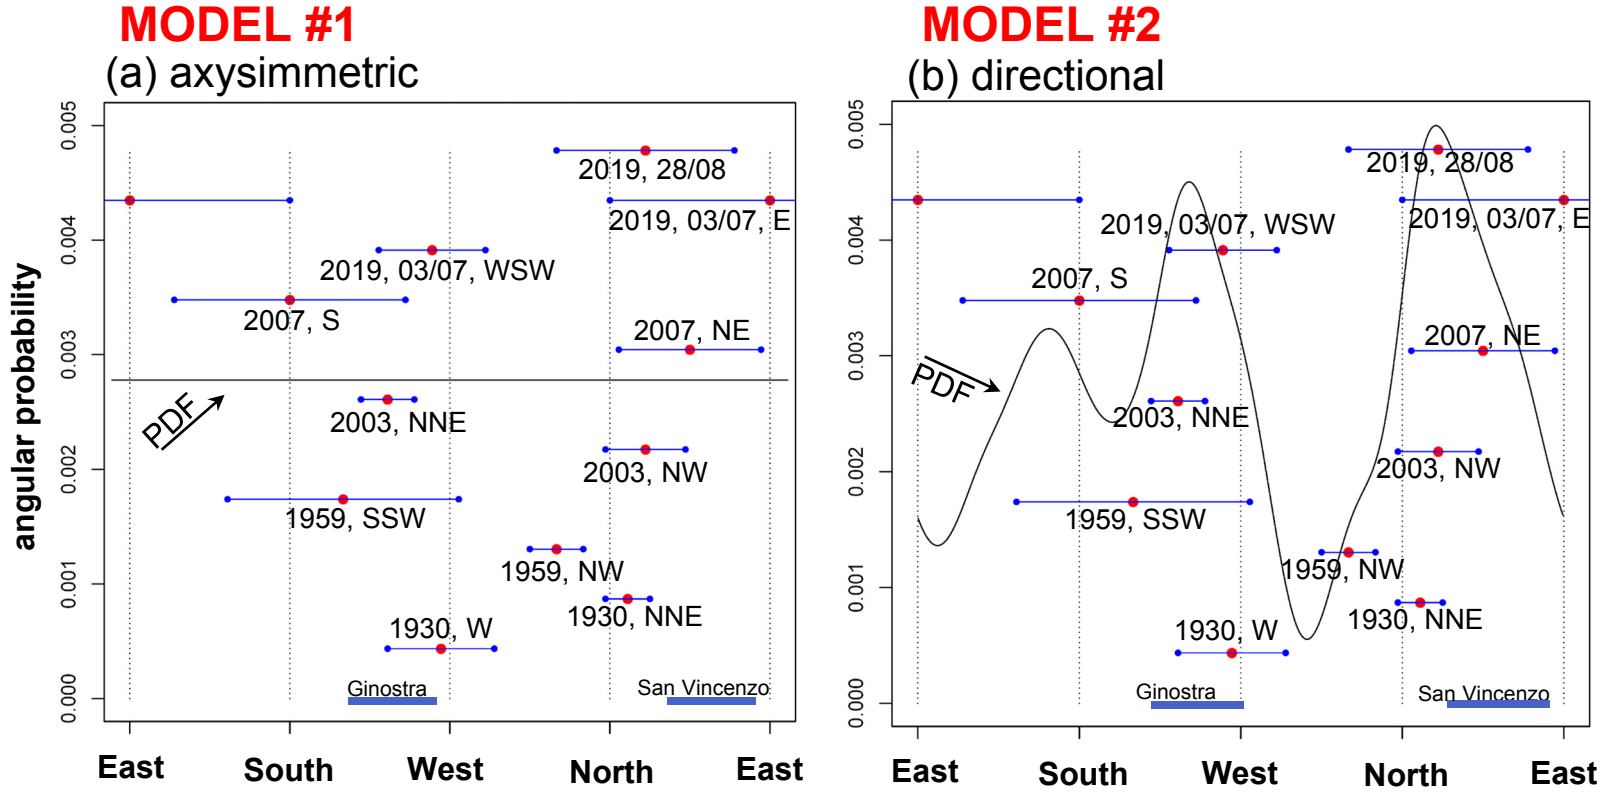 MODEL #1
(a) axysimmetric
MODEL #2
(b) directional
angular probability
0.005
0.004
0.003
0.002
0.001
0.000
2019, 28/08
2019, 03/07, E
2019, 03/07, WSW
2007, S
2007, NE
PDF
2003, NNE
2003, NW
1959, SSW
1959, NW
1930, NNE
1930, W
Ginostra
San Vincenzo
East
South
West
North
East
0.005
0.004
0.003
0.002
0.001
0.000
2019, 28/08
2019, 03/07, E
2019, 03/07, WSW
2007, S
2007, NE
PDF
2003, NNE
2003, NW
1959, SSW
1959, NW
1930, NNE
1930, W
Ginostra
San Vincenzo
East
South
West
North
East